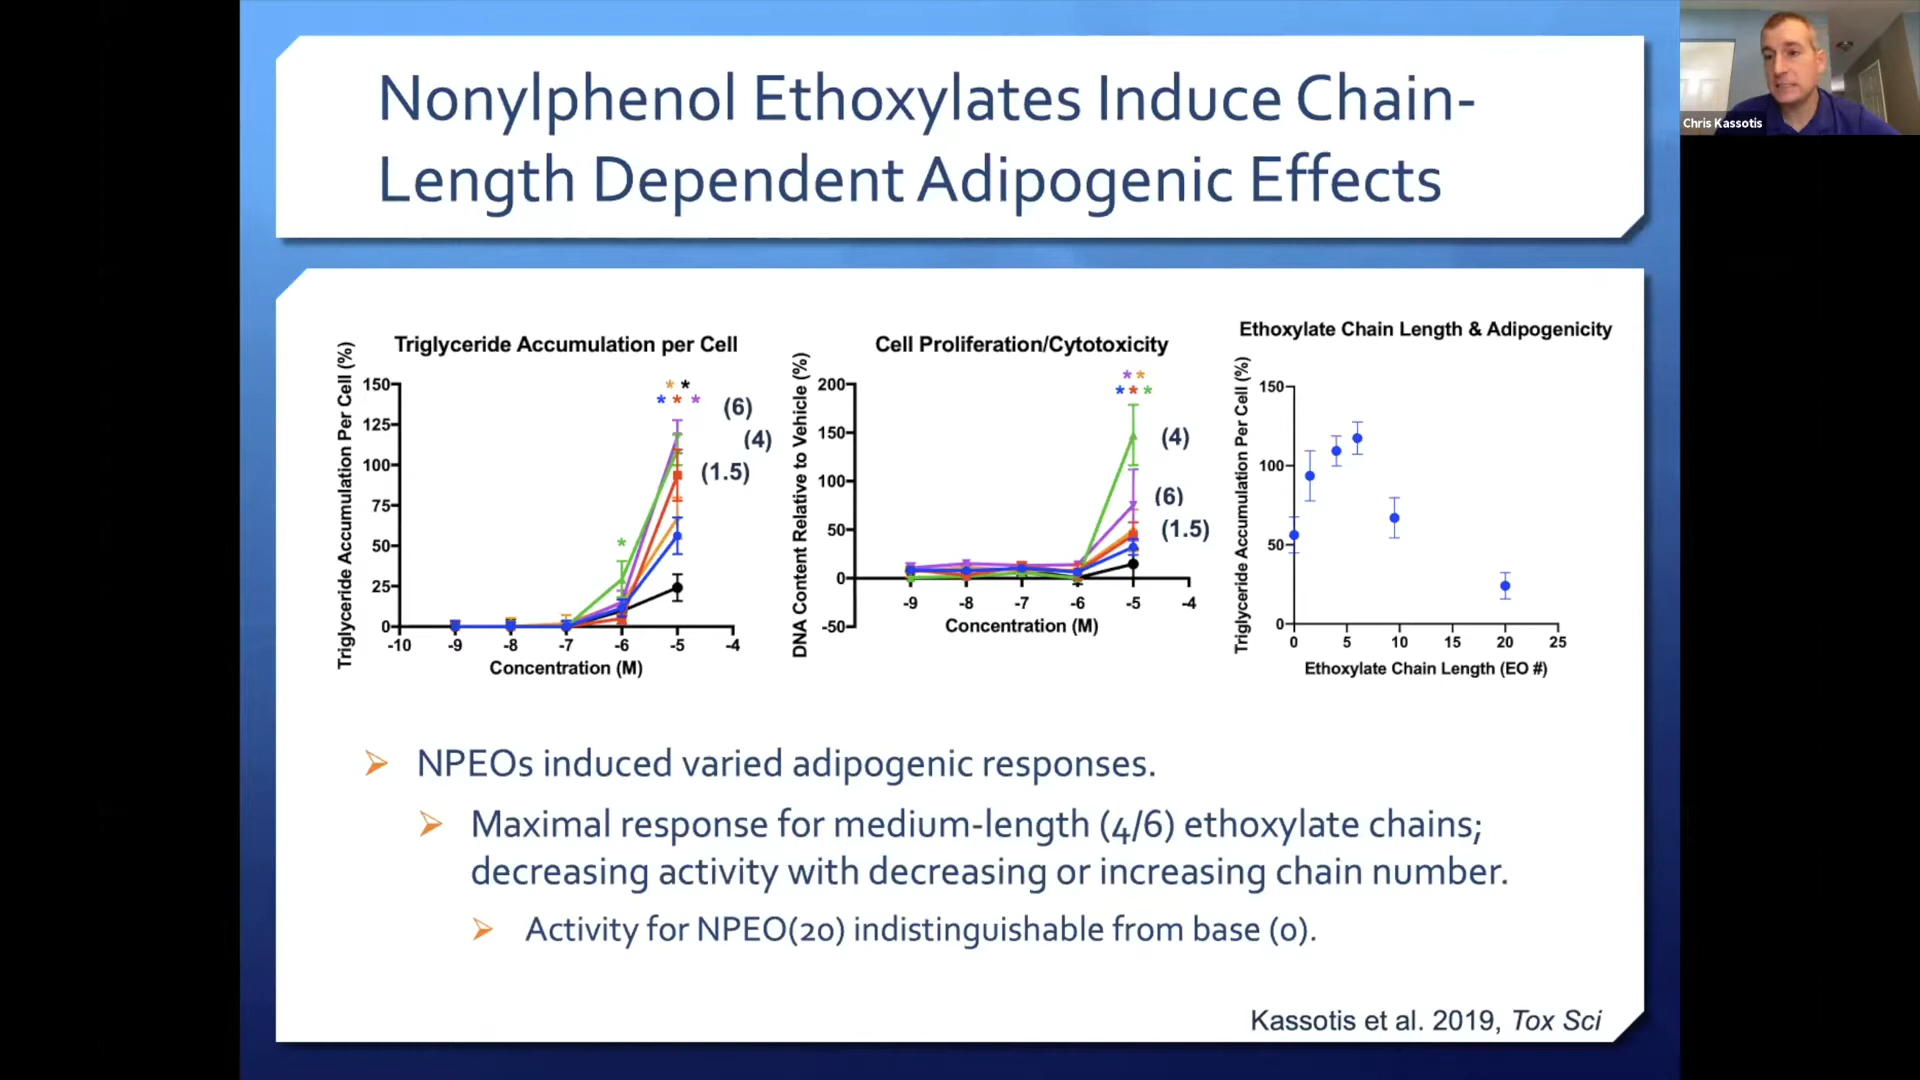 Nonylphenol Ethoxylates Induce Chain-
Length Dependent Adipogenic Effects
Chris Kassotis
Triglyceride Accumulation per Cell
Triglyceride Accumulation Per Cell (%)
150
125
100
75
50
25
0
-10 -9 -8 -7 -6 -5 -4
Concentration (M)
* *
* * *
*
(6)
(4)
(1.5)
Cell Proliferation/Cytotoxicity
DNA Content Relative to Vehicle (%)
200
150
100
50
0
-50
-9 -8 -7 -6 -5 -4
Concentration (M)
* *
* * *
(4)
(6)
(1.5)
Ethoxylate Chain Length & Adipogenicity
Triglyceride Accumulation Per Cell (%)
150
100
50
0
0 5 10 15 20 25
Ethoxylate Chain Length (EO #)
NPEOs induced varied adipogenic responses.
Maximal response for medium-length (4/6) ethoxylate chains;
decreasing activity with decreasing or increasing chain number.
Activity for NPEO(20) indistinguishable from base (0).
Kassotis et al. 2019, Tox Sci